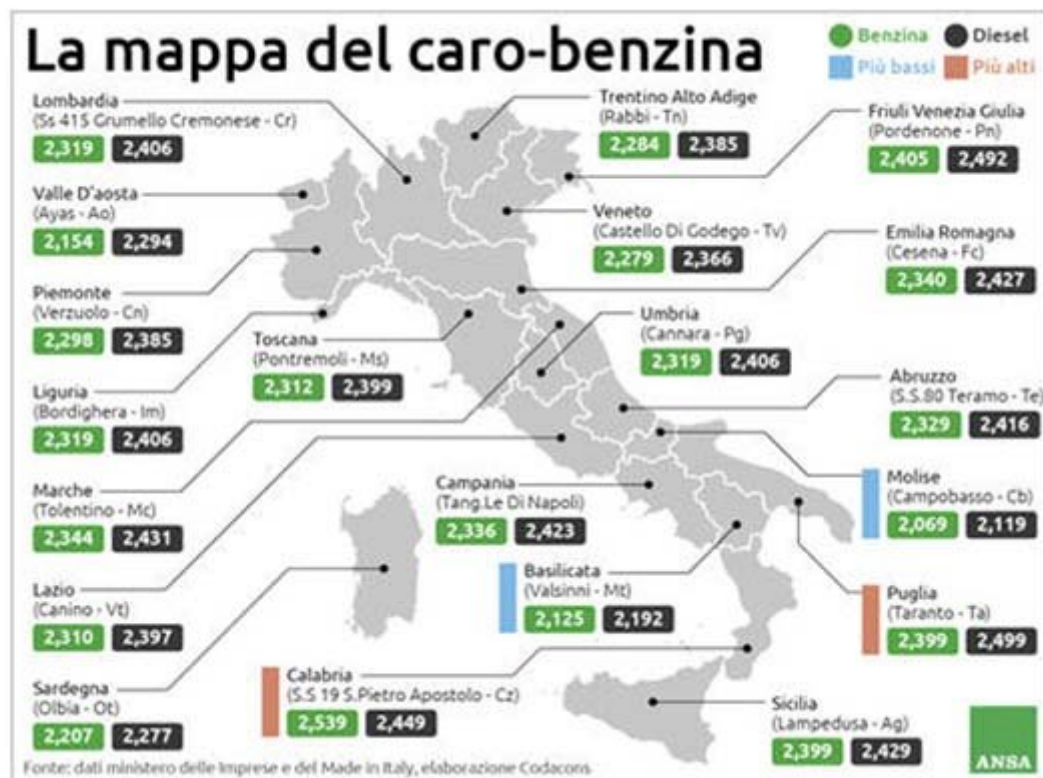 La mappa del caro-benzina
Benzina
Diesel
Più bassi
Più alti
Lombardia
(Ss 415 Grumello Cremonese - Cr)
2,319 2,406
Trentino Alto Adige
(Rabbi - Tn)
2,284 2,385
Friuli Venezia Giulia
(Pordenone - Pn)
2,405 2,492
Valle D'aosta
(Ayas - Ao)
2,154 2,294
Veneto
(Castello Di Godego - Tv)
2,279 2,366
Emilia Romagna
(Cesena - Fc)
2,340 2,427
Piemonte
(Verzuolo - Cn)
2,298 2,385
Toscana
(Pontremoli - Ms)
2,312 2,399
Umbria
(Cannara - Pg)
2,319 2,406
Liguria
(Bordighera - Im)
2,319 2,406
Abruzzo
(S.S.80 Teramo - Te)
2,329 2,416
Marche
(Tolentino - Mc)
2,344 2,431
Campania
(Tang.Le Di Napoli)
2,336 2,423
Molise
(Campobasso - Cb)
2,069 2,119
Lazio
(Canino - Vt)
2,310 2,397
Basilicata
(Valsinni - Mt)
2,125 2,192
Puglia
(Taranto - Ta)
2,399 2,499
Sardegna
(Olbia - Ot)
2,207 2,277
Calabria
(S.S 19 S.Pietro Apostolo - Cz)
2,539 2,449
Sicilia
(Lampedusa - Ag)
2,399 2,429
ANSA
Fonte: dati ministero delle Imprese e del Made in Italy, elaborazione Codacons